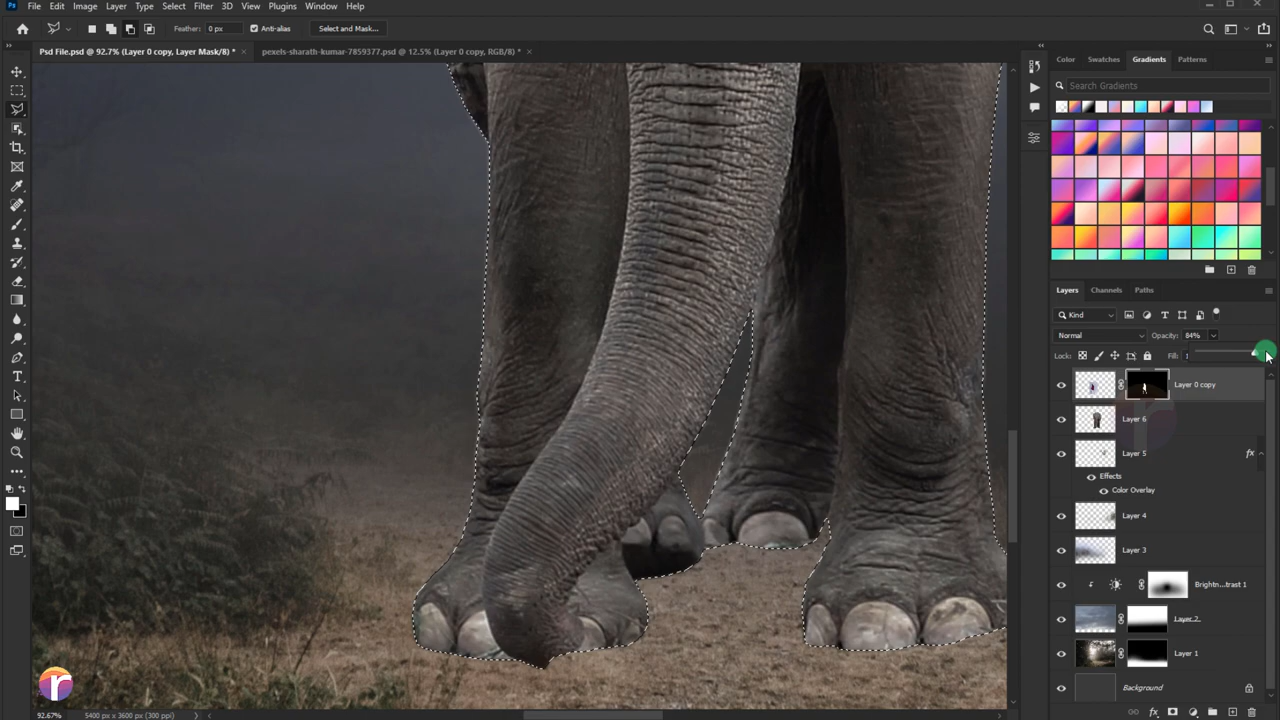 Ps File Edit Image Layer Type Select Filter 3D View Plugins Window Help
Feather: 0 px Anti-alias Select and Mask...
Psd File.psd @ 92.7% (Layer 0 copy, Layer Mask/8) * × pexels-sharath-kumar-7859377.psd @ 12.5% (Layer 0 copy, RGB/8) * ×
Color Swatches Gradients Patterns
Search Gradients
Layers Channels Paths
Kind
Normal Opacity: 84%
Lock: Fill: 1
Layer 0 copy
Layer 6
Layer 5 fx
Effects
Color Overlay
Layer 4
Layer 3
Brightn...trast 1
Layer 2
Layer 1
Background
r
92.67% 5400 px x 3600 px (300 ppi)
fx